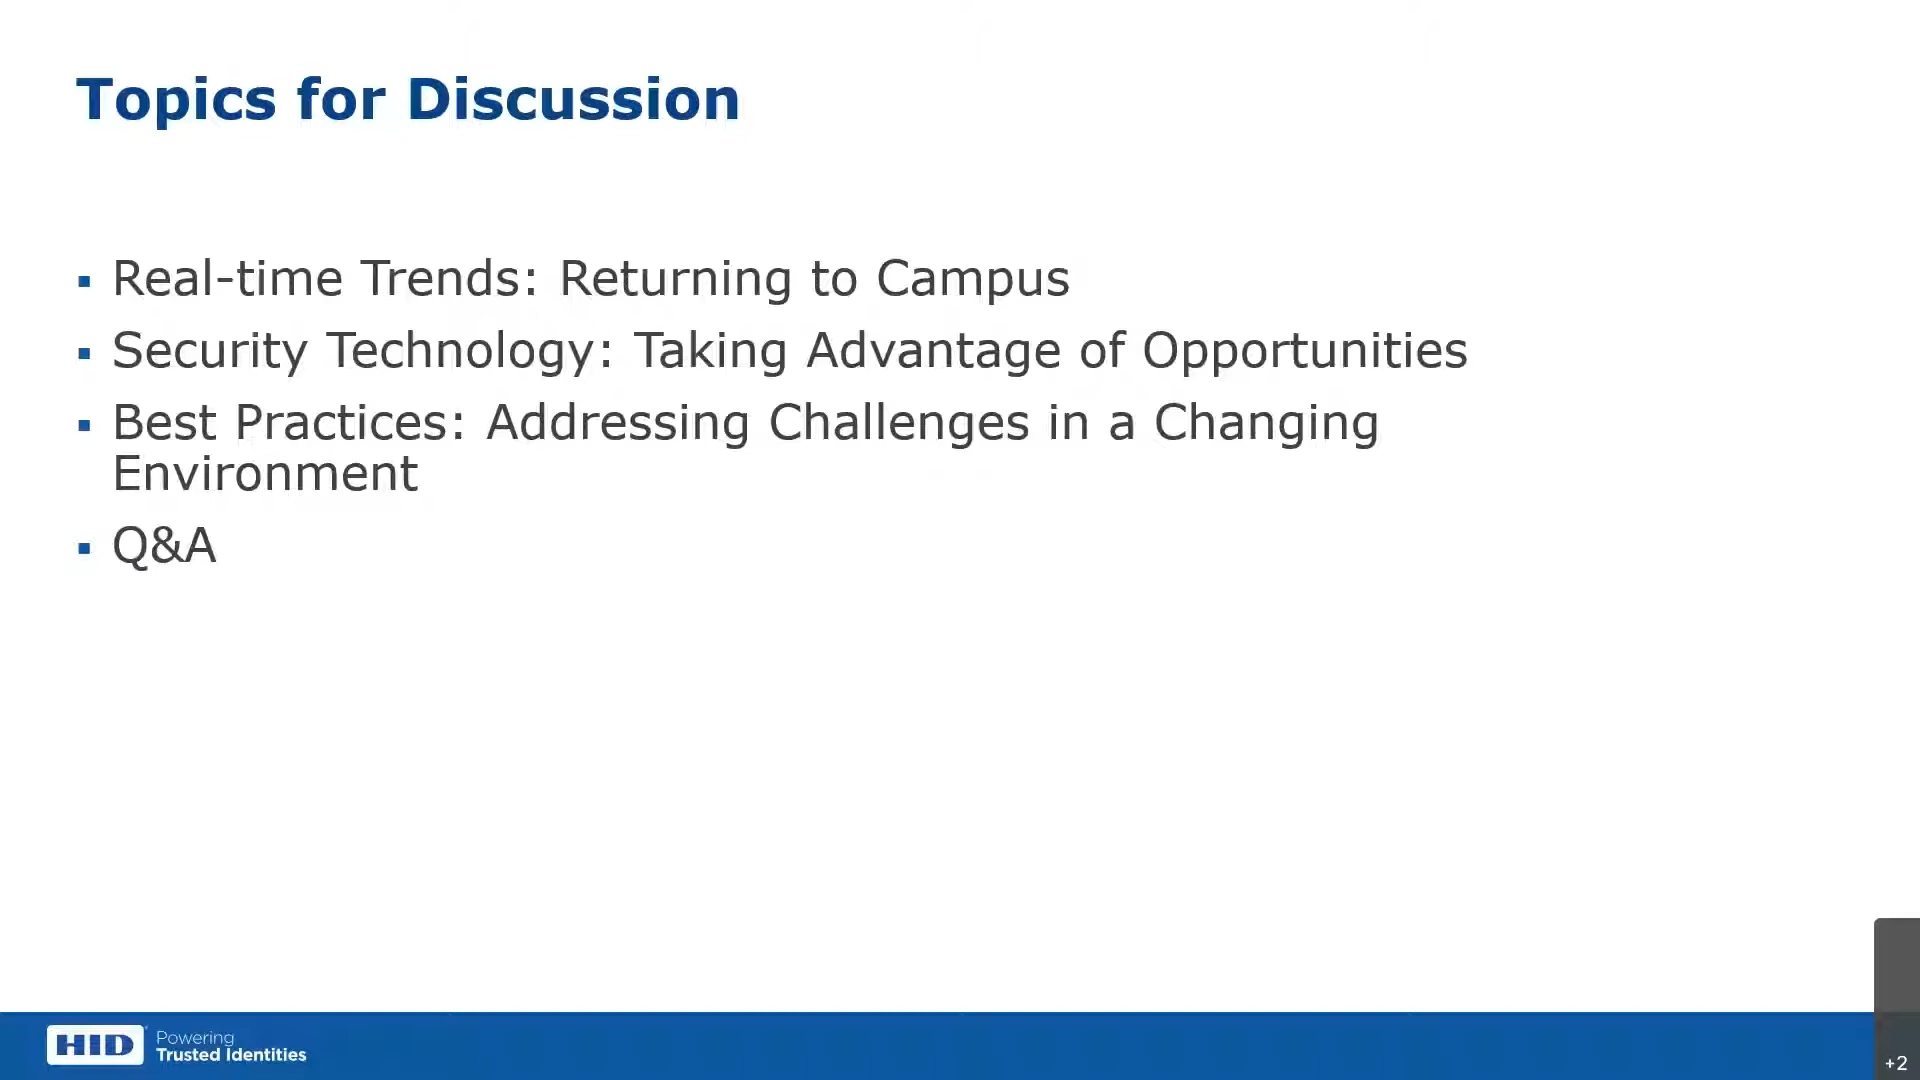 Topics for Discussion
▪ Real-time Trends: Returning to Campus
▪ Security Technology: Taking Advantage of Opportunities
▪ Best Practices: Addressing Challenges in a Changing
Environment
▪ Q&A
HID Powering
Trusted Identities
+2